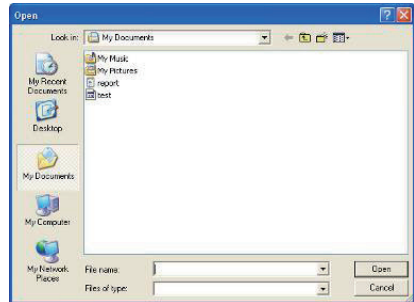 Open
Look in: My Documents
My Recent
Documents
Desktop
My Documents
My Computer
My Network
Places
My Music
My Pictures
report
test
File name:
Open
Files of type:
Cancel